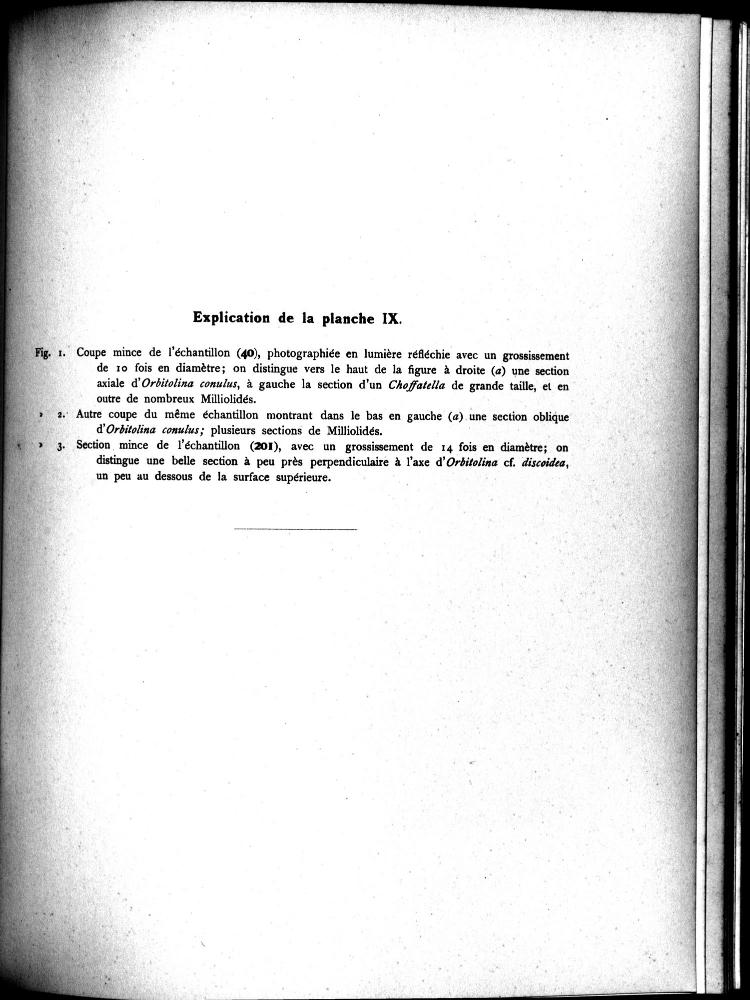 Explication de la planche IX.
Fig. 1. Coupe mince de l'échantillon (40), photographiée en lumière réfléchie avec un grossissement
de 10 fois en diamètre; on distingue vers le haut de la figure à droite (a) une section
axiale d'Orbitolina conulus, à gauche la section d'un Choffatella de grande taille, et en
outre de nombreux Milliolidés.
» 2. Autre coupe du même échantillon montrant dans le bas en gauche (a) une section oblique
d'Orbitolina conulus; plusieurs sections de Milliolidés.
» 3. Section mince de l'échantillon (201), avec un grossissement de 14 fois en diamètre; on
distingue une belle section à peu près perpendiculaire à l'axe d'Orbitolina cf. discoidea,
un peu au dessous de la surface supérieure.